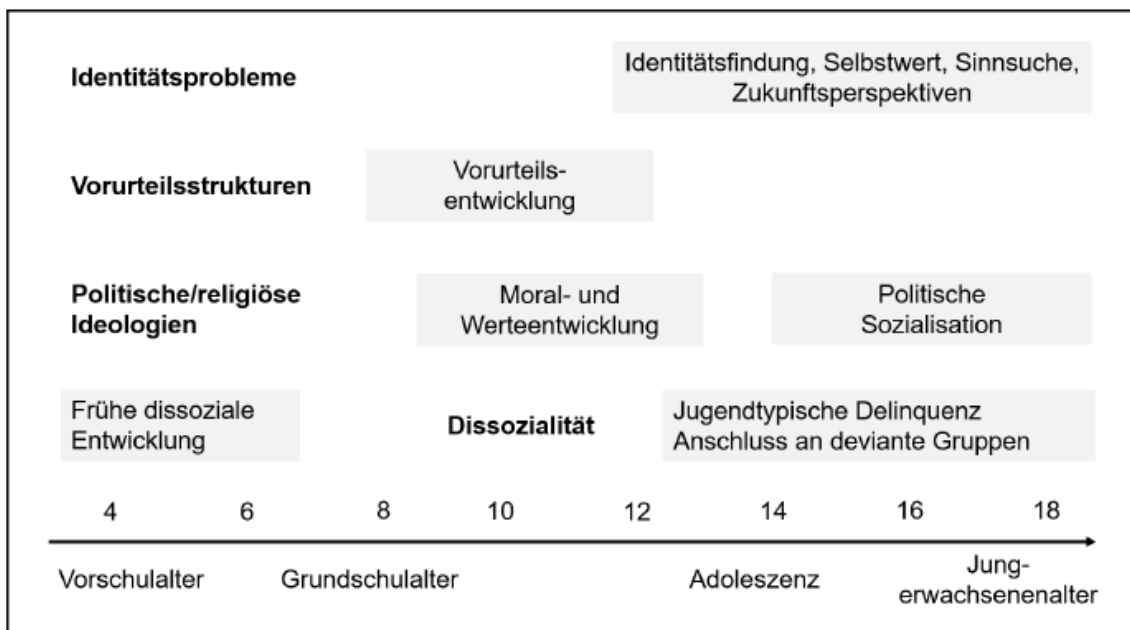 Identitätsprobleme
Identitätsfindung, Selbstwert, Sinnsuche,
Zukunftsperspektiven
Vorurteilsstrukturen
Vorurteils-
entwicklung
Politische/religiöse
Ideologien
Moral- und
Werteentwicklung
Politische
Sozialisation
Frühe dissoziale
Entwicklung
Dissozialität
Jugendtypische Delinquenz
Anschluss an deviante Gruppen
4 6 8 10 12 14 16 18
Vorschulalter Grundschulalter Adoleszenz Jung-
erwachsenenalter